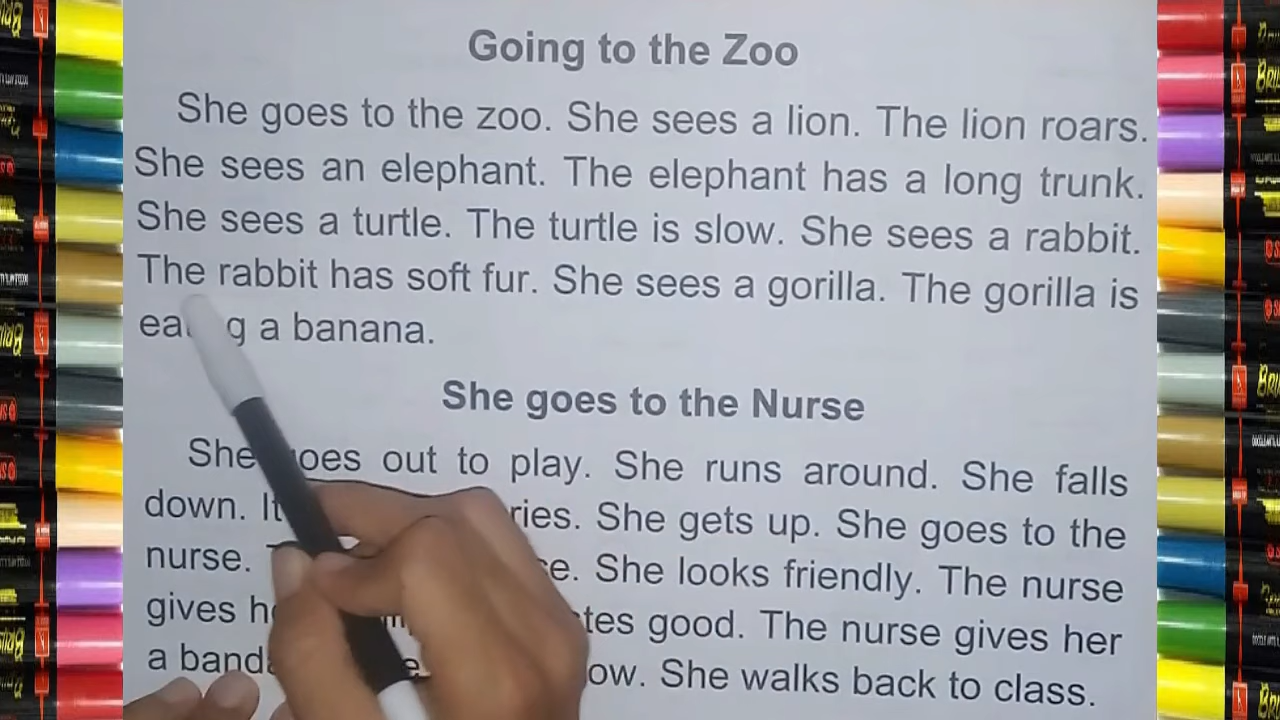 Going to the Zoo
She goes to the zoo. She sees a lion. The lion roars.
She sees an elephant. The elephant has a long trunk.
She sees a turtle. The turtle is slow. She sees a rabbit.
The rabbit has soft fur. She sees a gorilla. The gorilla is
a banana.
She goes to the Nurse
She out to play. She runs around. She falls
down. She gets up. She goes to the
nurse. She looks friendly. The nurse
gives good. The nurse gives her
a She walks back to class.